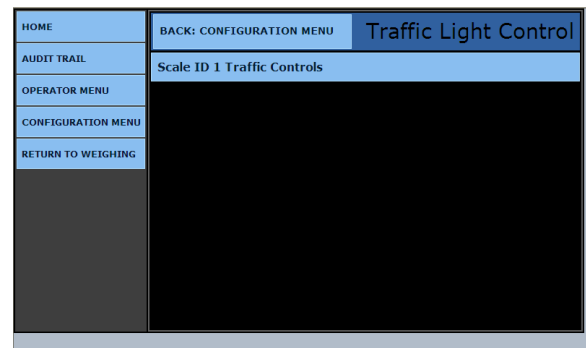 HOME
AUDIT TRAIL
OPERATOR MENU
CONFIGURATION MENU
RETURN TO WEIGHING
BACK: CONFIGURATION MENU
Traffic Light Control
Scale ID 1 Traffic Controls